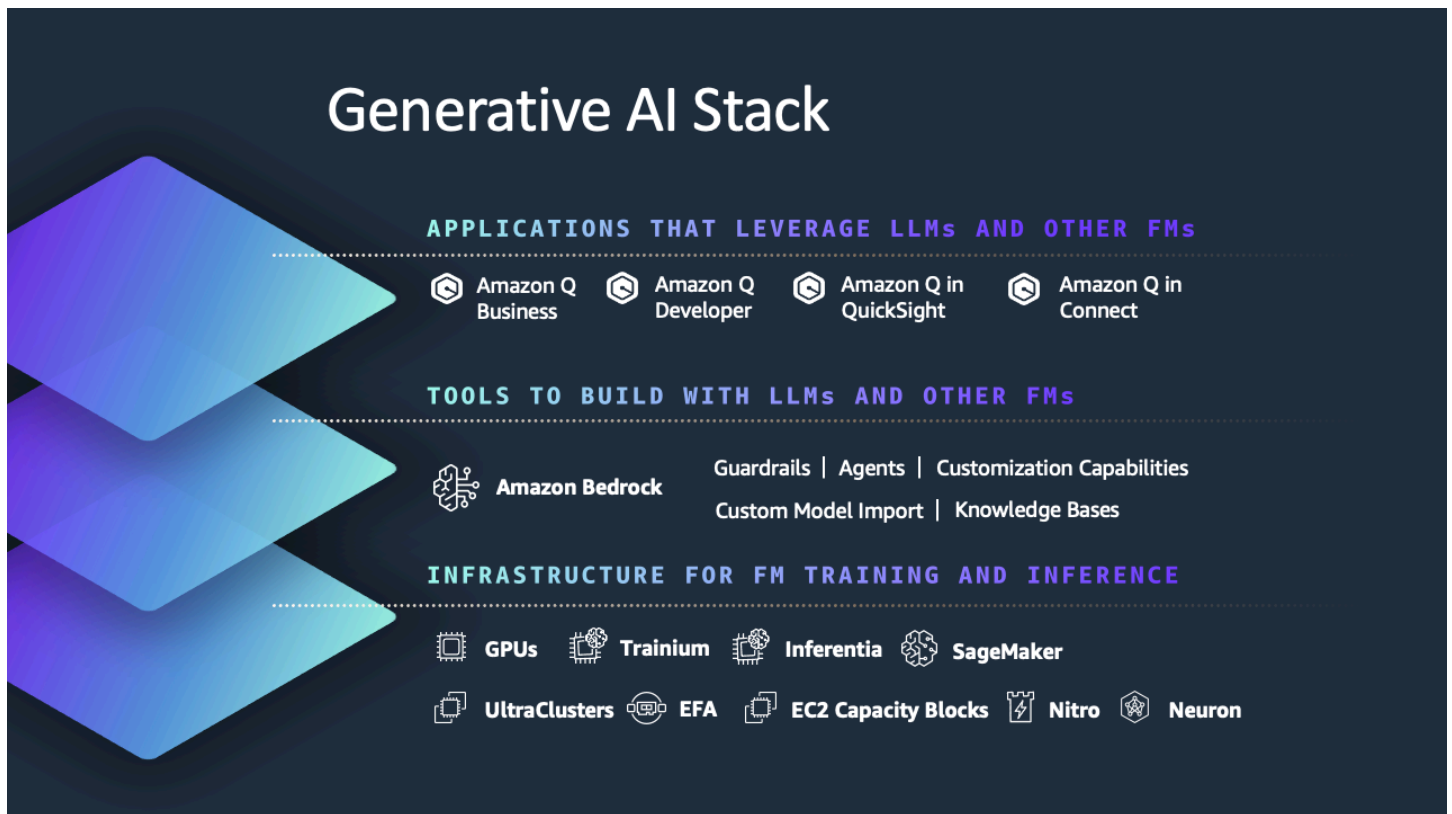 Generative AI Stack
APPLICATIONS THAT LEVERAGE LLMs AND OTHER FMs
Amazon Q Business
Amazon Q Developer
Amazon Q in QuickSight
Amazon Q in Connect
TOOLS TO BUILD WITH LLMs AND OTHER FMs
Amazon Bedrock
Guardrails | Agents | Customization Capabilities
Custom Model Import | Knowledge Bases
INFRASTRUCTURE FOR FM TRAINING AND INFERENCE
GPUs Trainium Inferentia SageMaker
UltraClusters EFA EC2 Capacity Blocks Nitro Neuron